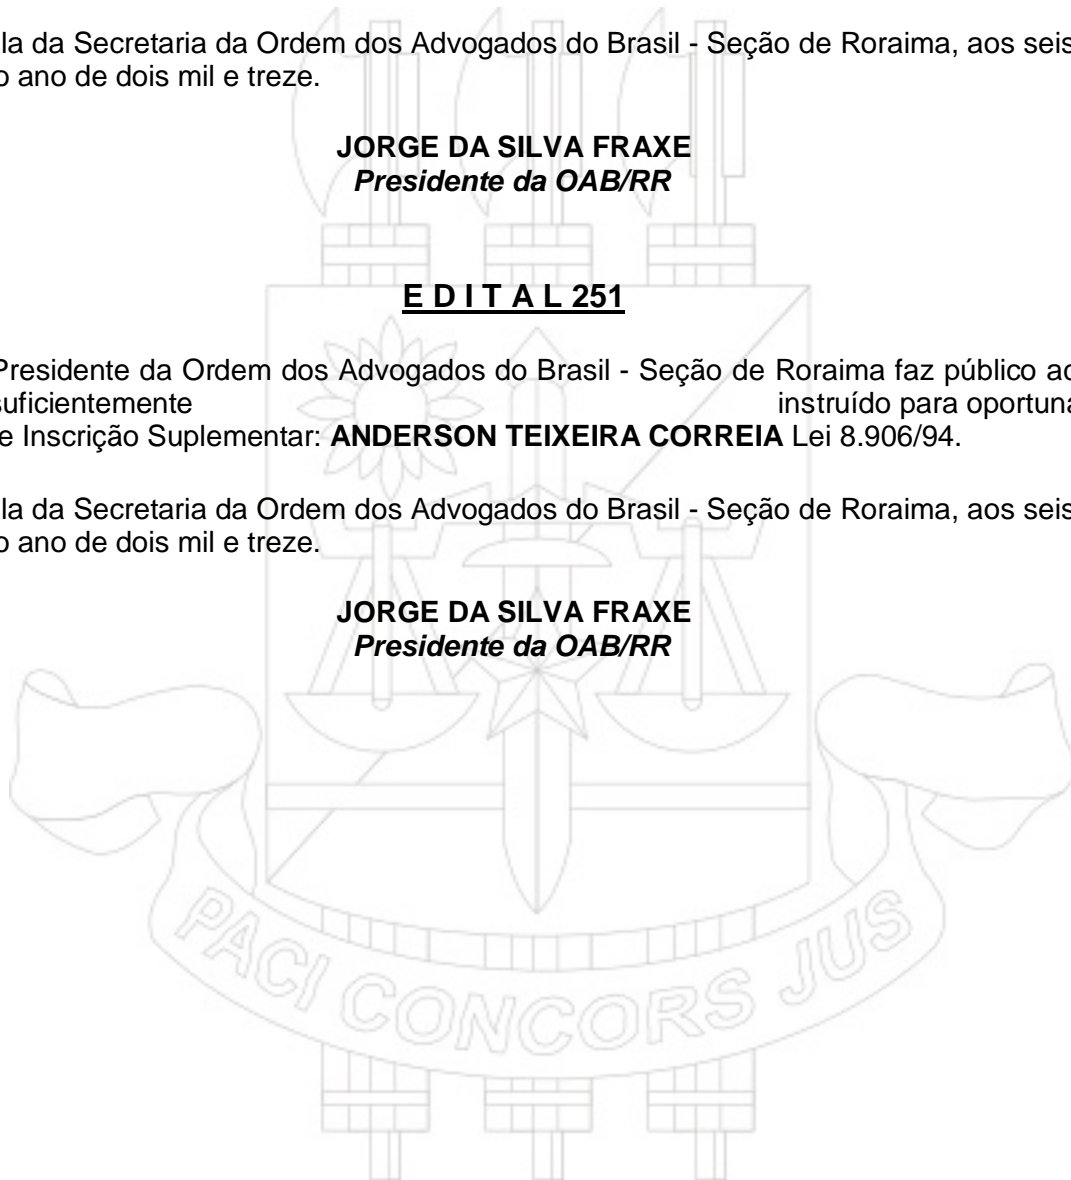 la da Secretaria da Ordem dos Advogados do Brasil - Seção de Roraima, aos seis
o ano de dois mil e treze.
JORGE DA SILVA FRAXE
Presidente da OAB/RR
E D I T A L 251
Presidente da Ordem dos Advogados do Brasil - Seção de Roraima faz público ao
suficientemente instruído para oportuna
e Inscrição Suplementar: ANDERSON TEIXEIRA CORREIA Lei 8.906/94.
la da Secretaria da Ordem dos Advogados do Brasil - Seção de Roraima, aos seis
o ano de dois mil e treze.
JORGE DA SILVA FRAXE
Presidente da OAB/RR
PACI CONCORS JUS